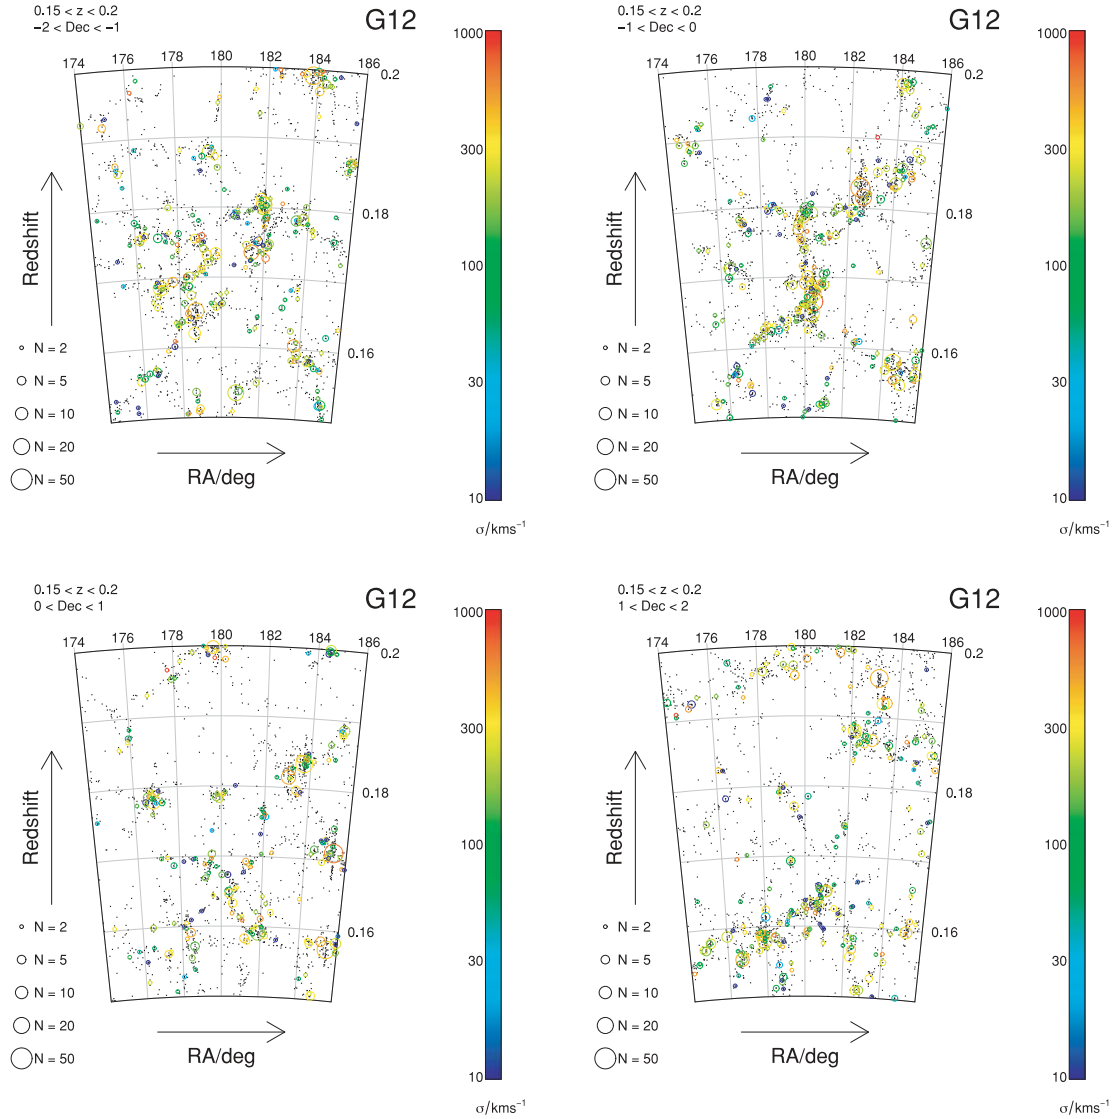 0.15 < z < 0.2
−2 < Dec < −1
G12
174 176 178 180 182 184 186
0.2
0.18
0.16
Redshift
RA/deg
N = 2
N = 5
N = 10
N = 20
N = 50
1000
300
100
30
10
σ/kms⁻¹
0.15 < z < 0.2
−1 < Dec < 0
G12
174 176 178 180 182 184 186
0.2
0.18
0.16
Redshift
RA/deg
N = 2
N = 5
N = 10
N = 20
N = 50
1000
300
100
30
10
σ/kms⁻¹
0.15 < z < 0.2
0 < Dec < 1
G12
174 176 178 180 182 184 186
0.2
0.18
0.16
Redshift
RA/deg
N = 2
N = 5
N = 10
N = 20
N = 50
1000
300
100
30
10
σ/kms⁻¹
0.15 < z < 0.2
1 < Dec < 2
G12
174 176 178 180 182 184 186
0.2
0.18
0.16
Redshift
RA/deg
N = 2
N = 5
N = 10
N = 20
N = 50
1000
300
100
30
10
σ/kms⁻¹